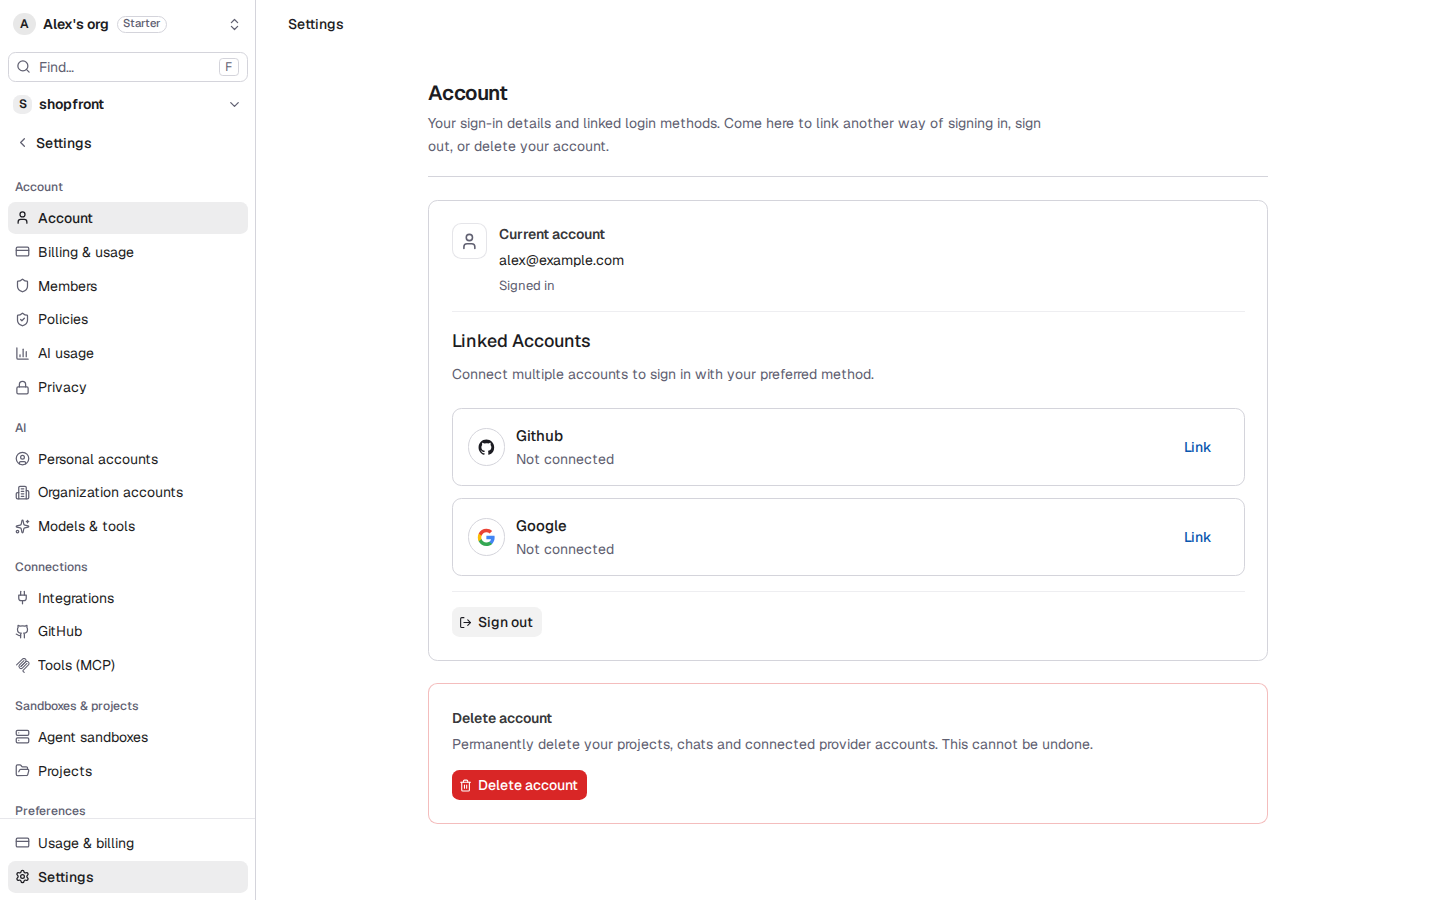 A Alex's org Starter
Find... F
S shopfront
Settings
Account
Account
Billing & usage
Members
Policies
AI usage
Privacy
AI
Personal accounts
Organization accounts
Models & tools
Connections
Integrations
GitHub
Tools (MCP)
Sandboxes & projects
Agent sandboxes
Projects
Preferences
Usage & billing
Settings
Settings
Account
Your sign-in details and linked login methods. Come here to link another way of signing in, sign
out, or delete your account.
Current account
alex@example.com
Signed in
Linked Accounts
Connect multiple accounts to sign in with your preferred method.
Github
Not connected
Link
Google
Not connected
Link
Sign out
Delete account
Permanently delete your projects, chats and connected provider accounts. This cannot be undone.
Delete account